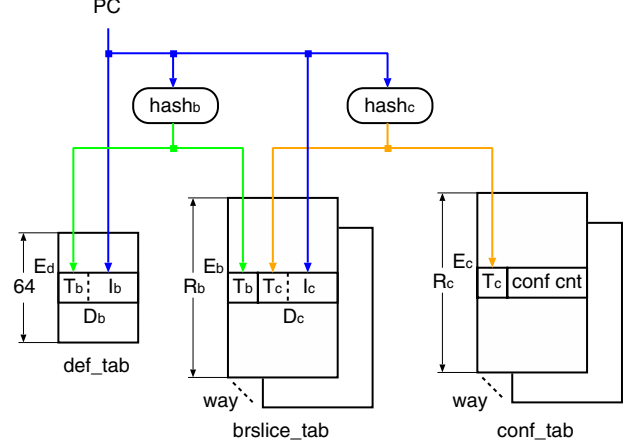 PC
hashb
hashc
Ed
64
Tb
Ib
Db
def_tab
Eb
Rb
Tb
Tc
Ic
Dc
way
brslice_tab
Ec
Rc
Tc
conf cnt
way
conf_tab